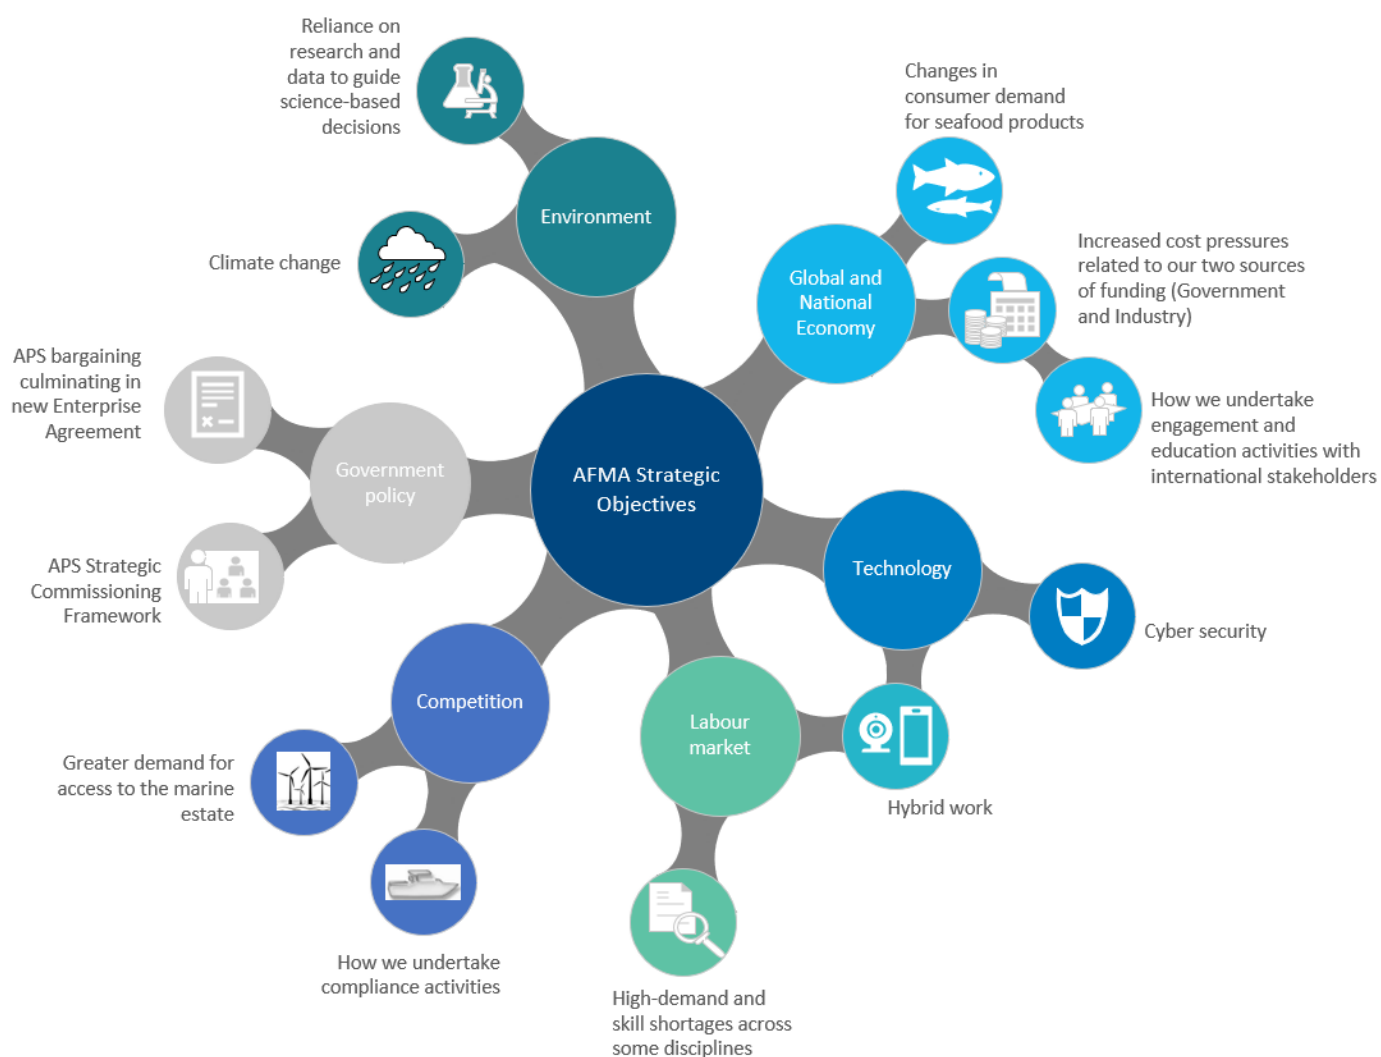 Reliance on
research and
data to guide
science-based
decisions
Environment
Climate change
Changes in
consumer demand
for seafood products
Global and
National
Economy
Increased cost pressures
related to our two sources
of funding (Government
and Industry)
How we undertake
engagement and
education activities with
international stakeholders
APS bargaining
culminating in
new Enterprise
Agreement
Government
policy
APS Strategic
Commissioning
Framework
AFMA Strategic
Objectives
Technology
Cyber security
Competition
Greater demand for
access to the marine
estate
How we undertake
compliance activities
Labour
market
Hybrid work
High-demand and
skill shortages across
some disciplines